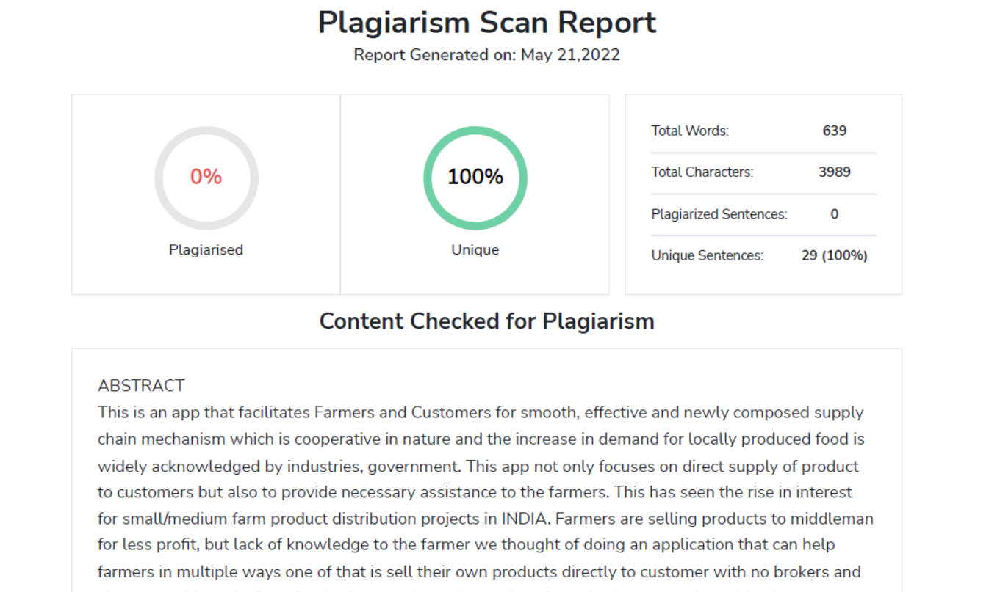 Plagiarism Scan Report
Report Generated on: May 21,2022
0%
Plagiarised
100%
Unique
Total Words: 639
Total Characters: 3989
Plagiarized Sentences: 0
Unique Sentences: 29 (100%)
Content Checked for Plagiarism
ABSTRACT
This is an app that facilitates Farmers and Customers for smooth, effective and newly composed supply
chain mechanism which is cooperative in nature and the increase in demand for locally produced food is
widely acknowledged by industries, government. This app not only focuses on direct supply of product
to customers but also to provide necessary assistance to the farmers. This has seen the rise in interest
for small/medium farm product distribution projects in INDIA. Farmers are selling products to middleman
for less profit, but lack of knowledge to the farmer we thought of doing an application that can help
farmers in multiple ways one of that is sell their own products directly to customer with no brokers and